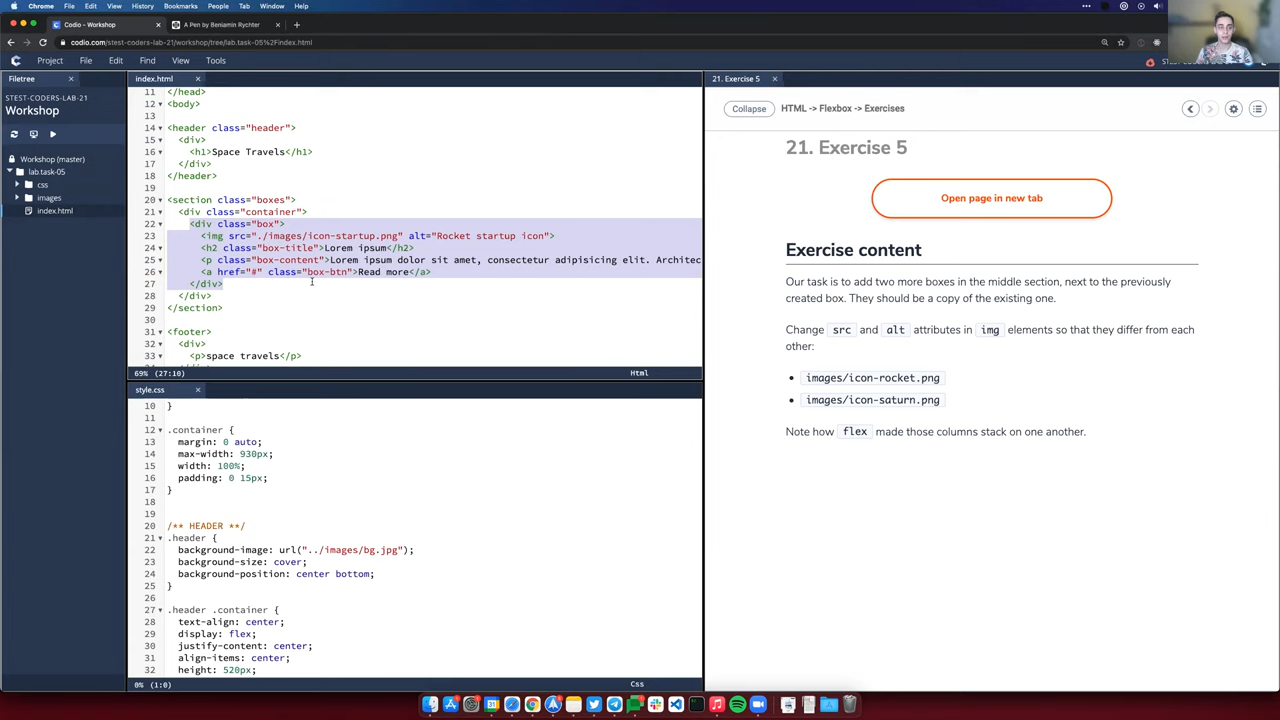 Chrome File Edit View History Bookmarks People Tab Window Help
Codio - Workshop
A Pen by Beniamin Rychter
codio.com/stest-coders-lab-21/workshop/tree/lab.task-05%2Findex.html
Project File Edit Find View Tools
Filetree
STEST-CODERS-LAB-21
Workshop
Workshop (master)
lab.task-05
css
images
index.html
index.html
11 </head>
12 <body>
13
14 <header class="header">
15 <div>
16 <h1>Space Travels</h1>
17 </div>
18 </header>
19
20 <section class="boxes">
21 <div class="container">
22 <div class="box">
23 <img src="./images/icon-startup.png" alt="Rocket startup icon">
24 <h2 class="box-title">Lorem ipsum</h2>
25 <p class="box-content">Lorem ipsum dolor sit amet, consectetur adipisicing elit. Architec
26 <a href="#" class="box-btn">Read more</a>
27 </div>
28 </div>
29 </section>
30
31 <footer>
32 <div>
33 <p>space travels</p>
69% (27:10)
Html
style.css
10 }
11
12 .container {
13 margin: 0 auto;
14 max-width: 930px;
15 width: 100%;
16 padding: 0 15px;
17 }
18
19
20 /** HEADER **/
21 .header {
22 background-image: url("../images/bg.jpg");
23 background-size: cover;
24 background-position: center bottom;
25 }
26
27 .header .container {
28 text-align: center;
29 display: flex;
30 justify-content: center;
31 align-items: center;
32 height: 520px;
0% (1:0)
Css
21. Exercise 5
Collapse
HTML -> Flexbox -> Exercises
21. Exercise 5
Open page in new tab
Exercise content
Our task is to add two more boxes in the middle section, next to the previously
created box. They should be a copy of the existing one.
Change src and alt attributes in img elements so that they differ from each
other:
images/icon-rocket.png
images/icon-saturn.png
Note how flex made those columns stack on one another.